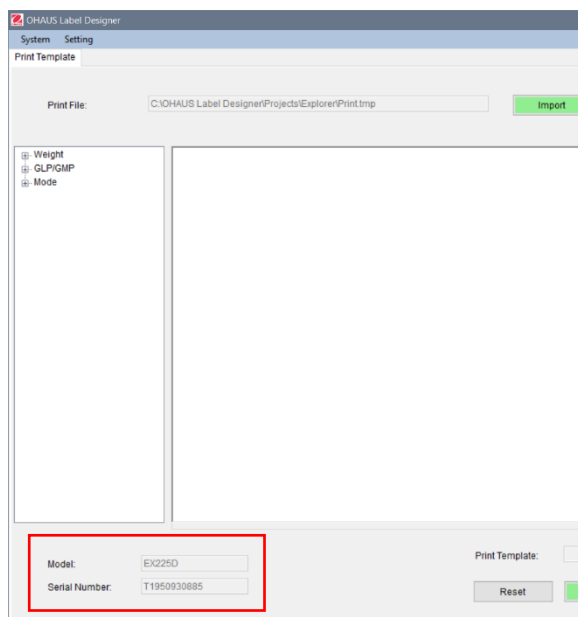 OHAUS Label Designer
System Setting
Print Template
Print File: C:\OHAUS Label Designer\Projects\Explorer\Print.tmp Import
Weight
GLP/GMP
Mode
Model: EX225D
Print Template:
Serial Number: T1950930885
Reset